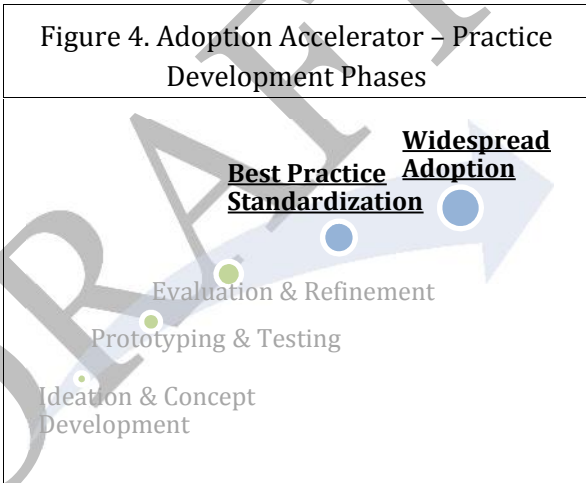 Figure 4. Adoption Accelerator – Practice
Development Phases
Widespread
Adoption
Best Practice
Standardization
Evaluation & Refinement
Prototyping & Testing
Ideation & Concept
Development
DRAFT